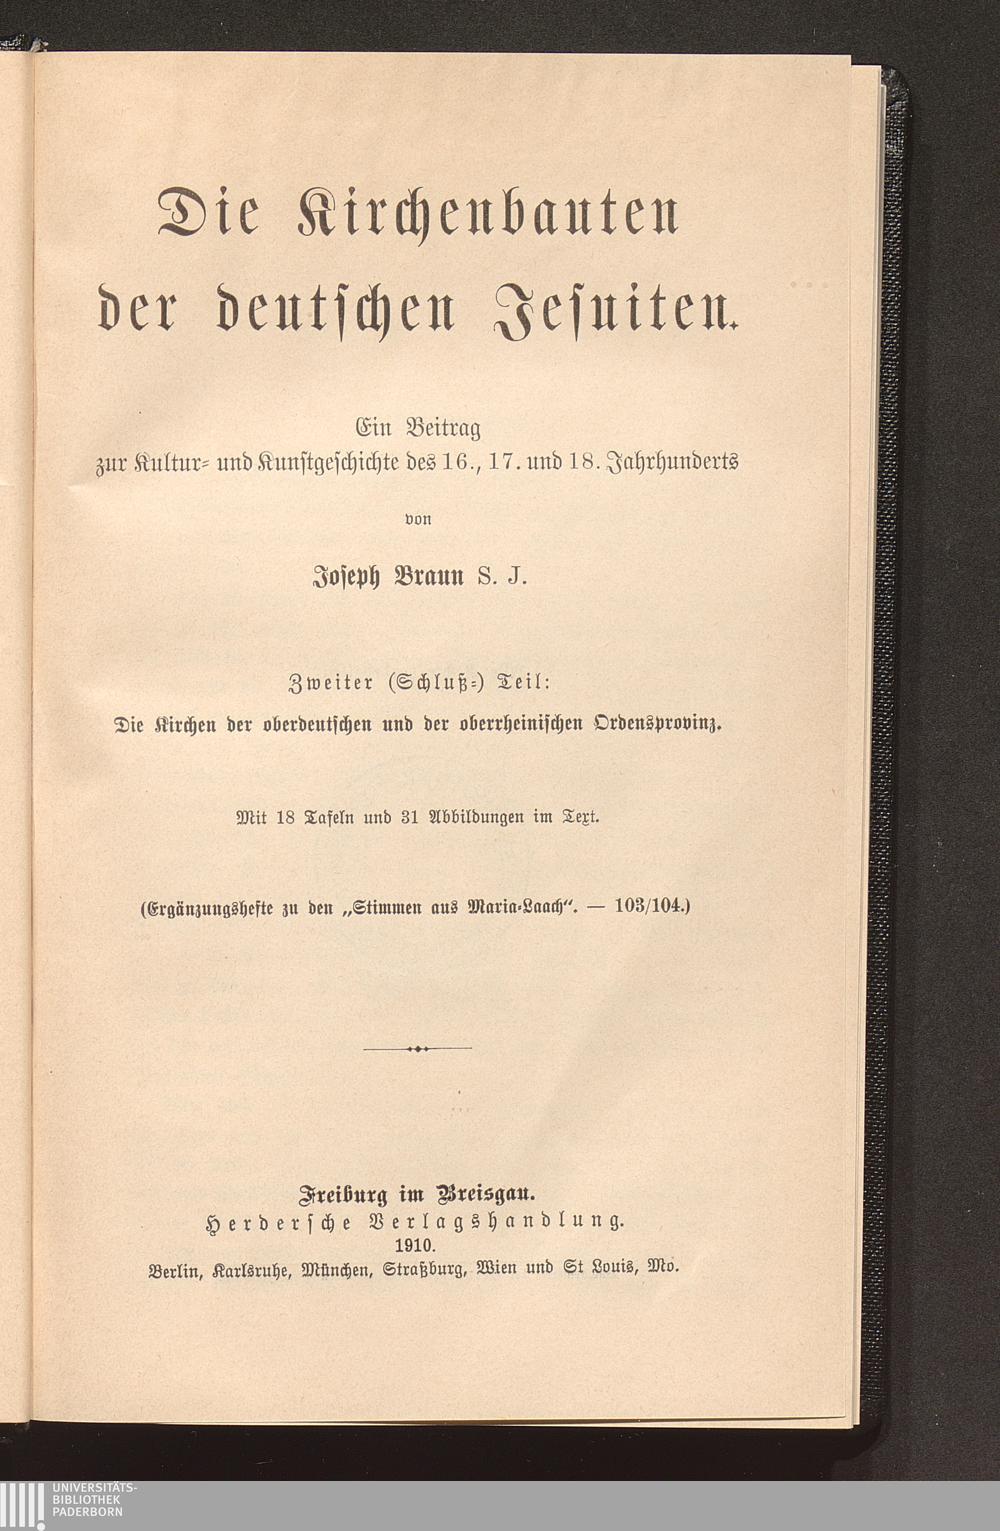 Die Kirchenbauten
der deutschen Jesuiten.
Ein Beitrag
zur Kultur- und Kunstgeschichte des 16., 17. und 18. Jahrhunderts
von
Joseph Braun S. J.
Zweiter (Schluß-) Teil:
Die Kirchen der oberdeutschen und der oberrheinischen Ordensprovinz.
Mit 18 Tafeln und 31 Abbildungen im Text.
(Ergänzungshefte zu den „Stimmen aus Maria-Laach“. — 103/104.)
Freiburg im Breisgau.
Herdersche Verlagshandlung.
1910.
Berlin, Karlsruhe, München, Straßburg, Wien und St Louis, Mo.
UNIVERSITÄTS-
BIBLIOTHEK
PADERBORN